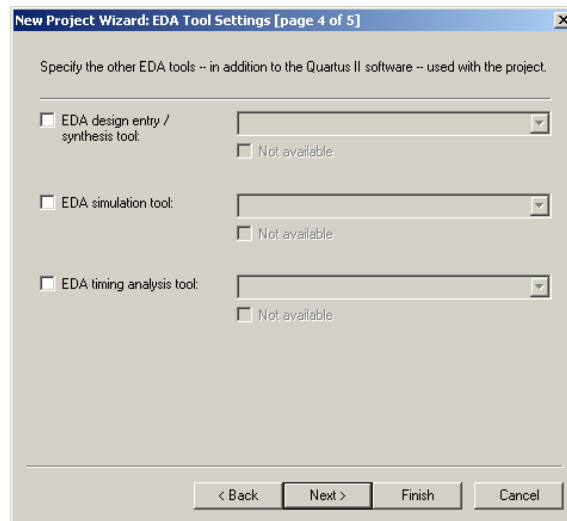 New Project Wizard: EDA Tool Settings [page 4 of 5]
Specify the other EDA tools -- in addition to the Quartus II software -- used with the project.
EDA design entry /
synthesis tool:
Not available
EDA simulation tool:
Not available
EDA timing analysis tool:
Not available
< Back Next > Finish Cancel